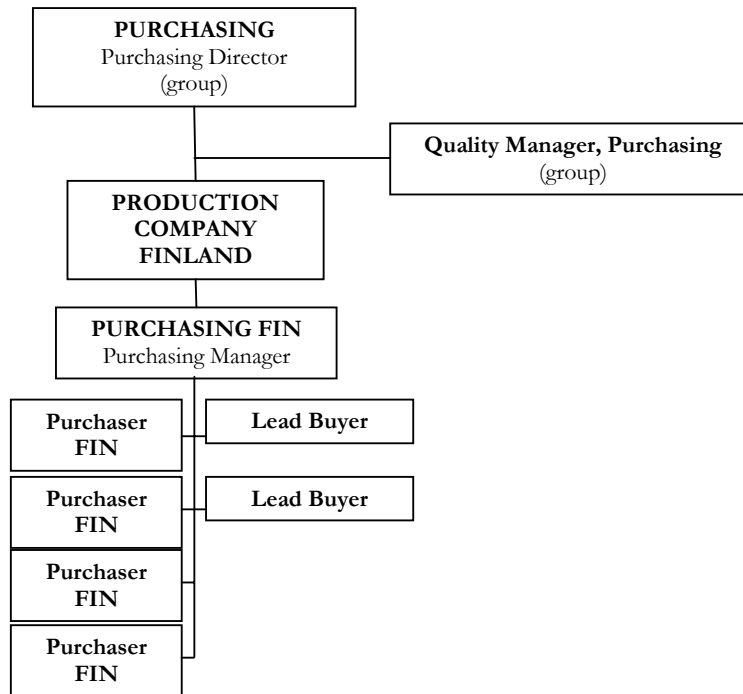 PURCHASING
Purchasing Director
(group)
Quality Manager, Purchasing
(group)
PRODUCTION
COMPANY
FINLAND
PURCHASING FIN
Purchasing Manager
Purchaser
FIN
Lead Buyer
Purchaser
FIN
Lead Buyer
Purchaser
FIN
Purchaser
FIN